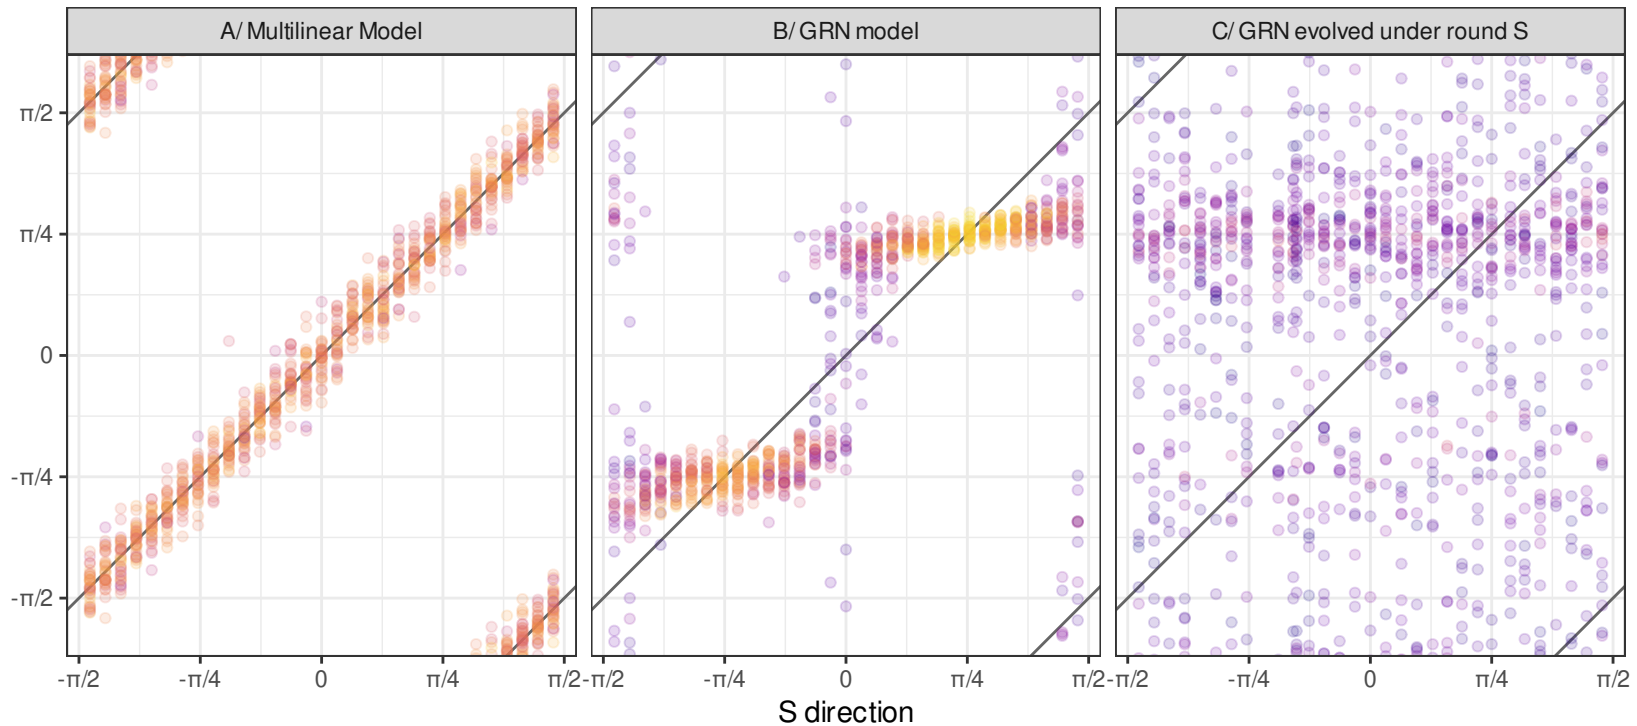 A/ Multilinear Model
B/ GRN model
C/ GRN evolved under round S
π/2
π/4
0
-π/4
-π/2
-π/2 -π/4 0 π/4 π/2
-π/2 -π/4 0 π/4 π/2
-π/2 -π/4 0 π/4 π/2
S direction